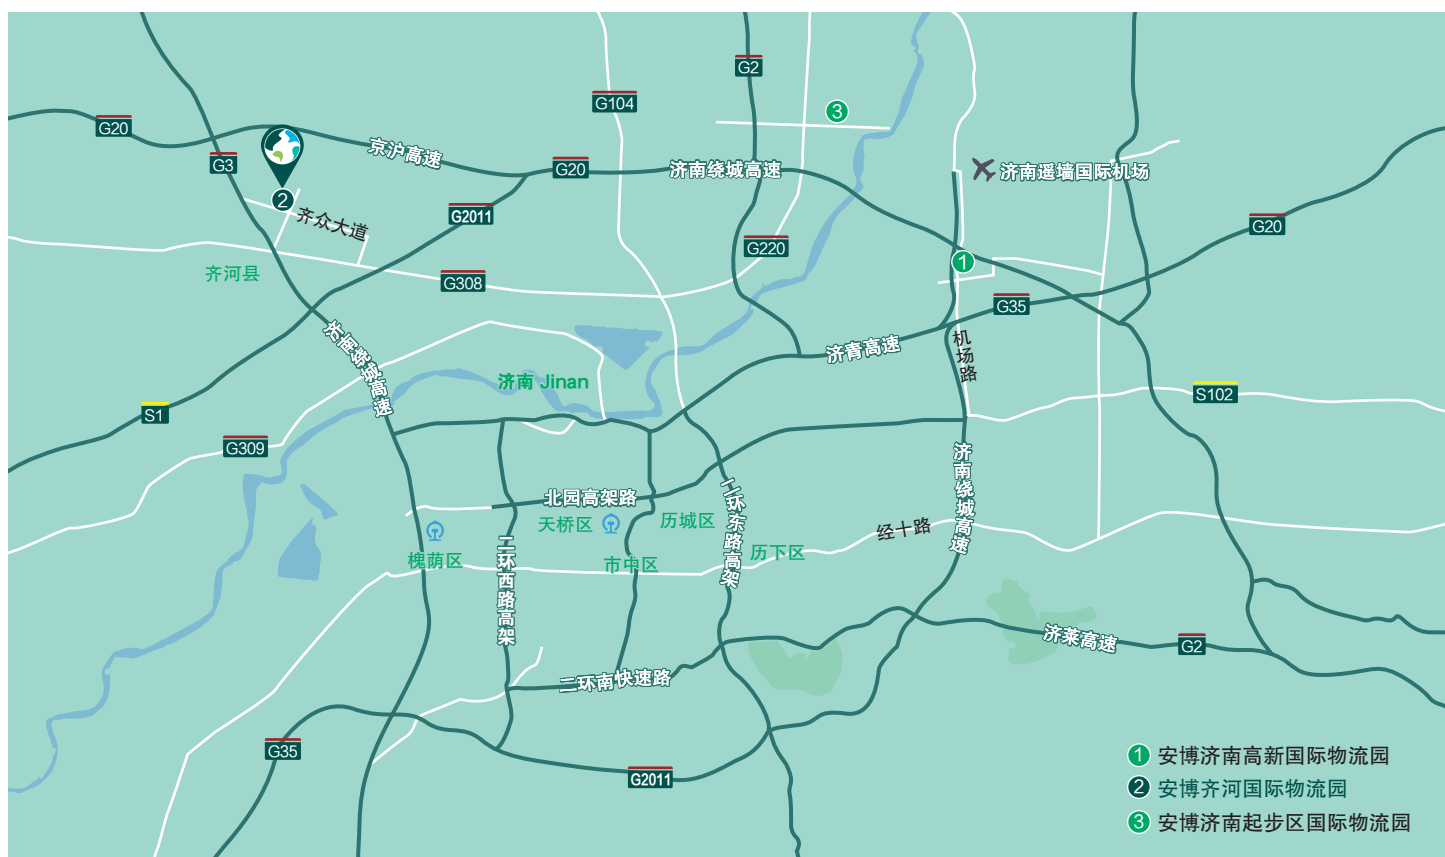 G2
G104
3
G20
京沪高速
G3
G20
济南绕城高速
济南遥墙国际机场
2
齐众大道
G2011
G20
G220
1
齐河县
G308
G35
济南绕城高速
济青高速
机场路
济南 Jinan
S102
S1
G309
济南绕城高速
北园高架路
二环东路高架
天桥区
历城区
经十路
槐荫区
市中区
历下区
二环西路高架
济莱高速
G2
二环南快速路
G35
G2011
1 安博济南高新国际物流园
2 安博齐河国际物流园
3 安博济南起步区国际物流园